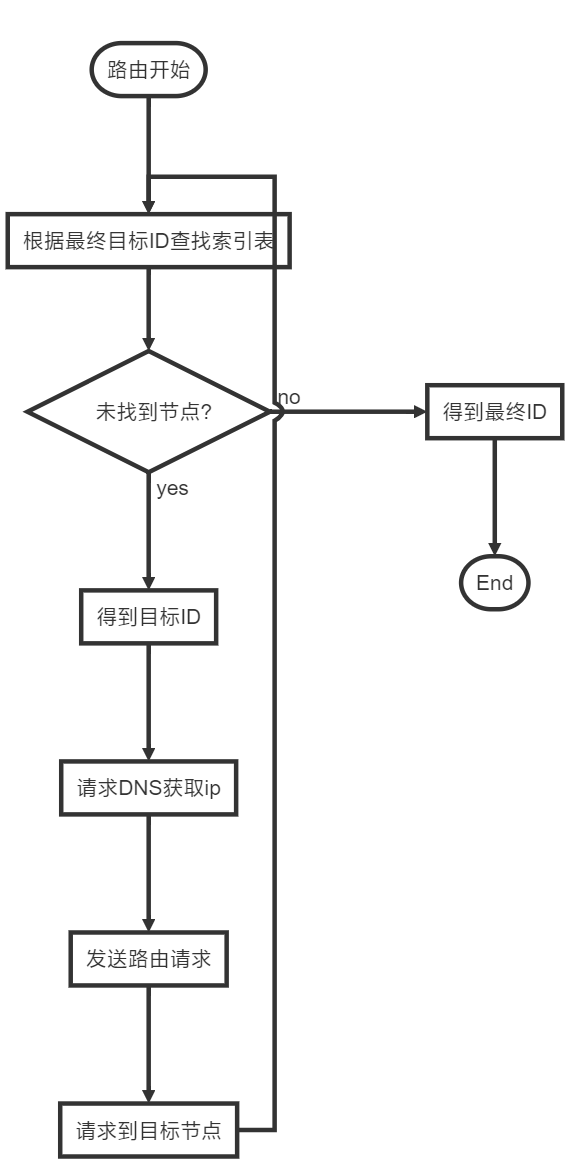 路由开始
根据最终目标ID查找索引表
未找到节点?
no
得到最终ID
yes
End
得到目标ID
请求DNS获取ip
发送路由请求
请求到目标节点